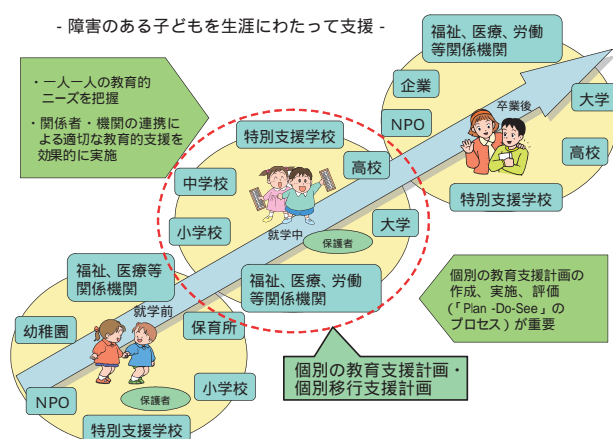 - 障害のある子どもを生涯にわたって支援 -
・一人一人の教育的
ニーズを把握
・関係者・機関の連携に
よる適切な教育的支援を
効果的に実施
福祉、医療、労働
等関係機関
企業
NPO
卒業後
大学
高校
特別支援学校
特別支援学校
高校
中学校
小学校
就学中
大学
保護者
福祉、医療、労働
等関係機関
福祉、医療等
関係機関
就学前
幼稚園
保育所
NPO
保護者
小学校
特別支援学校
個別の教育支援計画の
作成、実施、評価
(「Plan -Do-See」の
プロセス)が重要
個別の教育支援計画・
個別移行支援計画